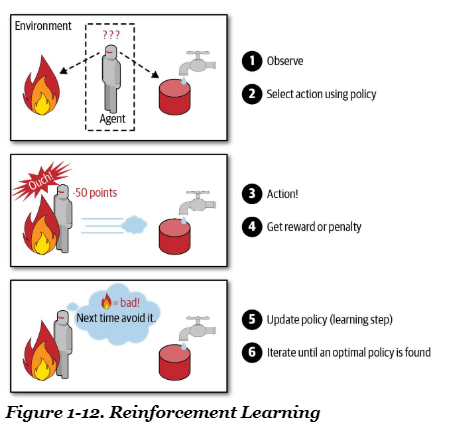 Environment
???
Agent
1 Observe
2 Select action using policy
Ouch!
-50 points
3 Action!
4 Get reward or penalty
= bad!
Next time avoid it.
5 Update policy (learning step)
6 Iterate until an optimal policy is found
Figure 1-12. Reinforcement Learning